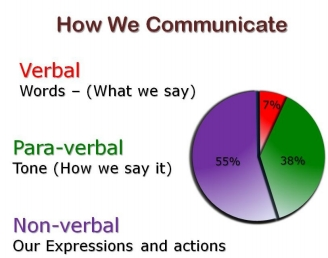 How We Communicate
Verbal
Words – (What we say)
7%
Para-verbal
Tone (How we say it)
55%
38%
Non-verbal
Our Expressions and actions